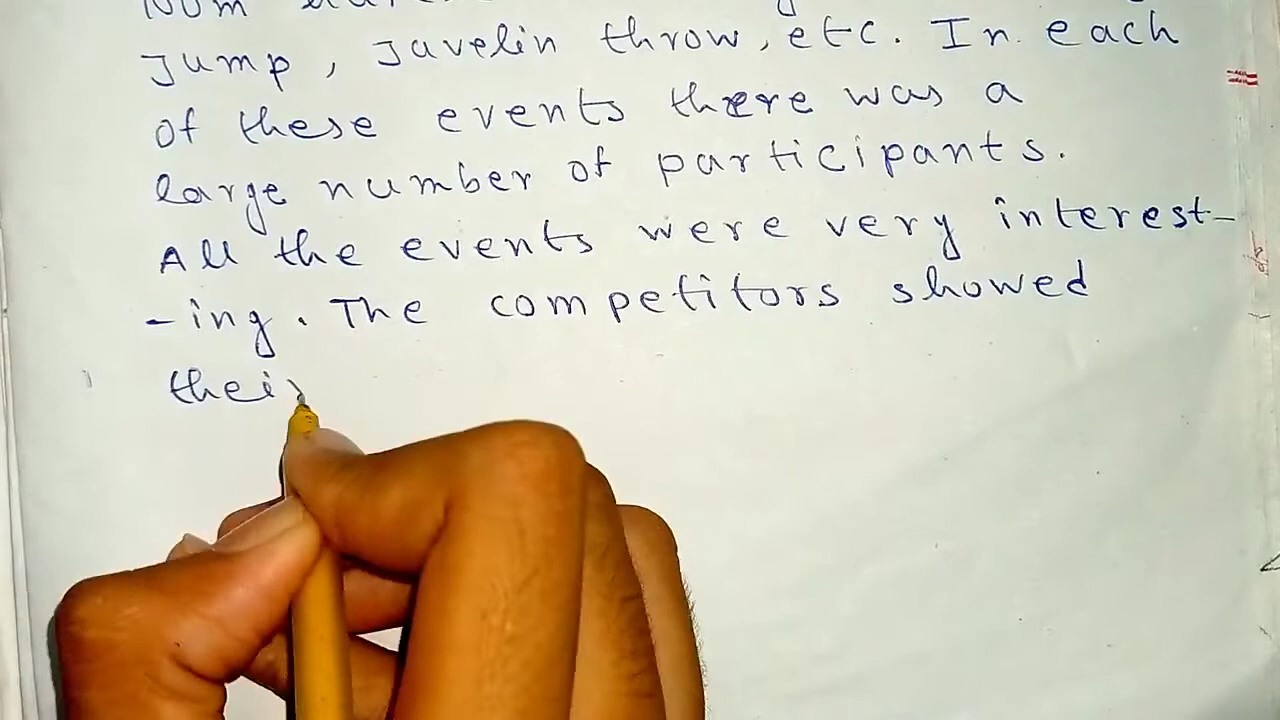 Jump, Javelin throw, etc. In each
of these events there was a
large number of participants.
All the events were very interest-
-ing. The competitors showed
thei